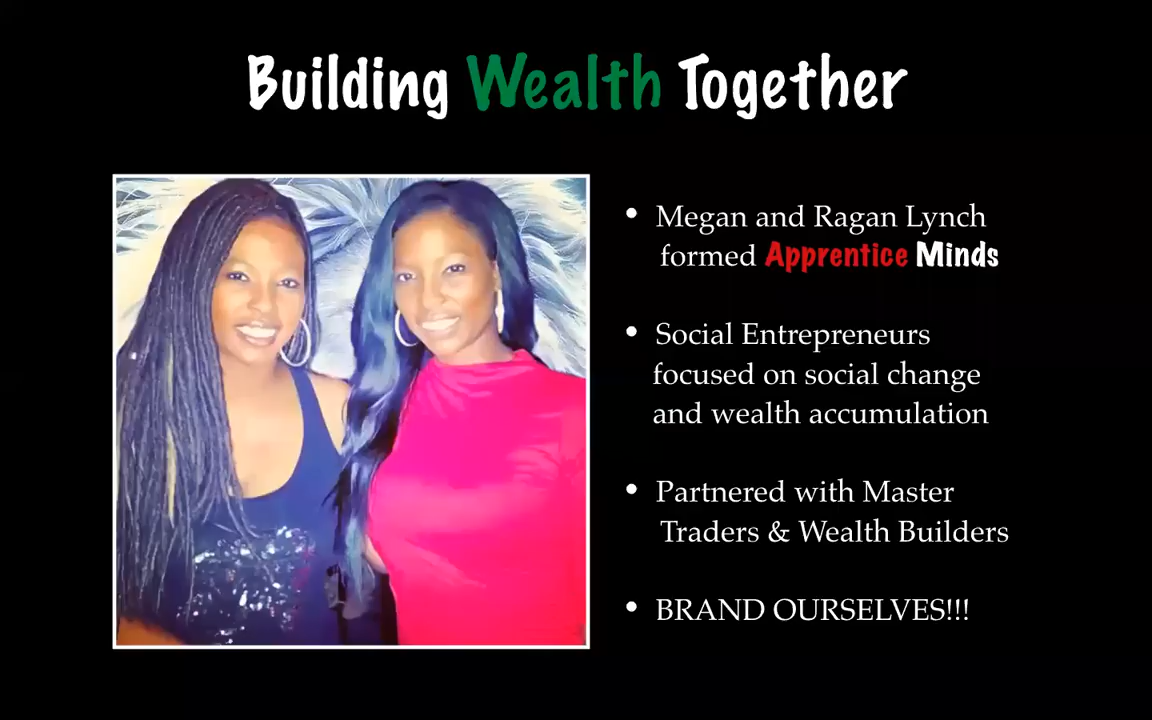 Building Wealth Together
• Megan and Ragan Lynch
formed Apprentice Minds
• Social Entrepreneurs
focused on social change
and wealth accumulation
• Partnered with Master
Traders & Wealth Builders
• BRAND OURSELVES!!!